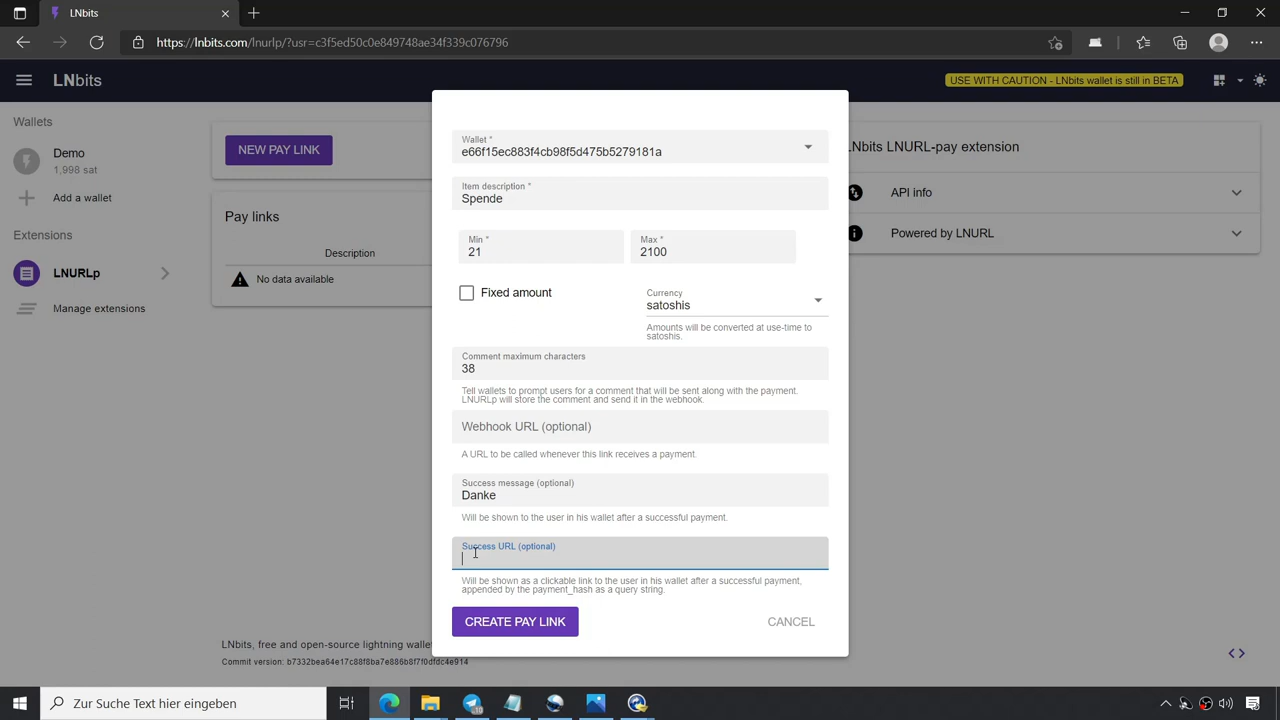 LNbits
https://lnbits.com/lnurlp/?usr=c3f5ed50c0e849748ae34f339c076796
LNbits
USE WITH CAUTION - LNbits wallet is still in BETA
Wallets
Demo
1,998 sat
Add a wallet
Extensions
LNURLp
Manage extensions
NEW PAY LINK
Pay links
Description
No data available
Wallet *
e66f15ec883f4cb98f5d475b5279181a
Item description *
Spende
Min *
21
Max *
2100
Fixed amount
Currency
satoshis
Amounts will be converted at use-time to
satoshis.
Comment maximum characters
38
Tell wallets to prompt users for a comment that will be sent along with the payment.
LNURLp will store the comment and send it in the webhook.
Webhook URL (optional)
A URL to be called whenever this link receives a payment.
Success message (optional)
Danke
Will be shown to the user in his wallet after a successful payment.
Success URL (optional)
Will be shown as a clickable link to the user in his wallet after a successful payment,
appended by the payment_hash as a query string.
CREATE PAY LINK
CANCEL
LNbits LNURL-pay extension
API info
Powered by LNURL
LNbits, free and open-source lightning wallet
Commit version: b7332bea64e17c88f8ba7e886b8f7f0dfdc4e914
Zur Suche Text hier eingeben